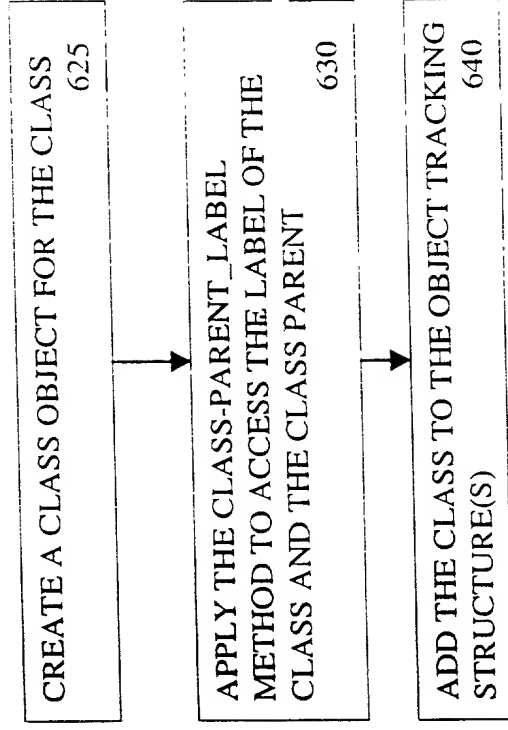 CREATE A CLASS OBJECT FOR THE CLASS
625
APPLY THE CLASS-PARENT_LABEL
METHOD TO ACCESS THE LABEL OF THE
CLASS AND THE CLASS PARENT
630
ADD THE CLASS TO THE OBJECT TRACKING
STRUCTURE(S)
640